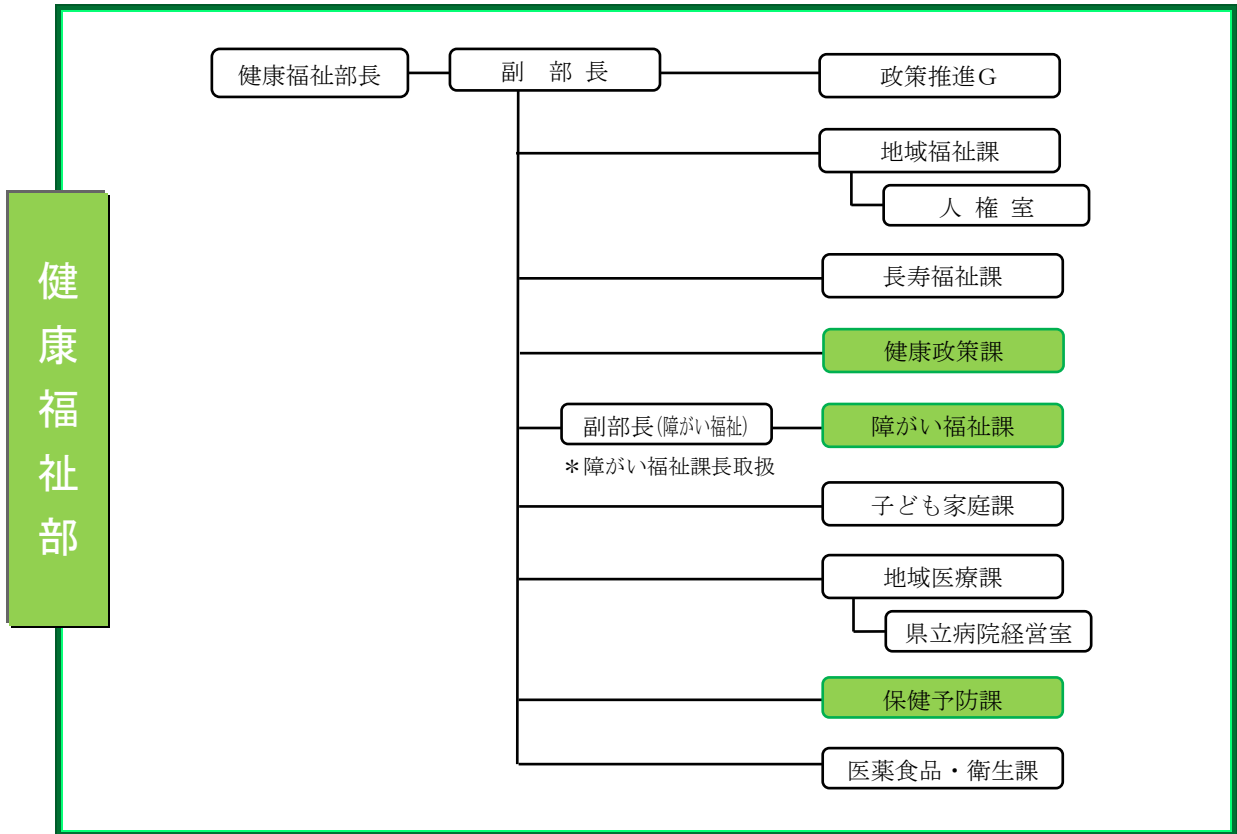 健康福祉部
健康福祉部長
副 部 長
政策推進G
地域福祉課
人 権 室
長寿福祉課
健康政策課
副部長(障がい福祉)
障がい福祉課
＊障がい福祉課長取扱
子ども家庭課
地域医療課
県立病院経営室
保健予防課
医薬食品・衛生課